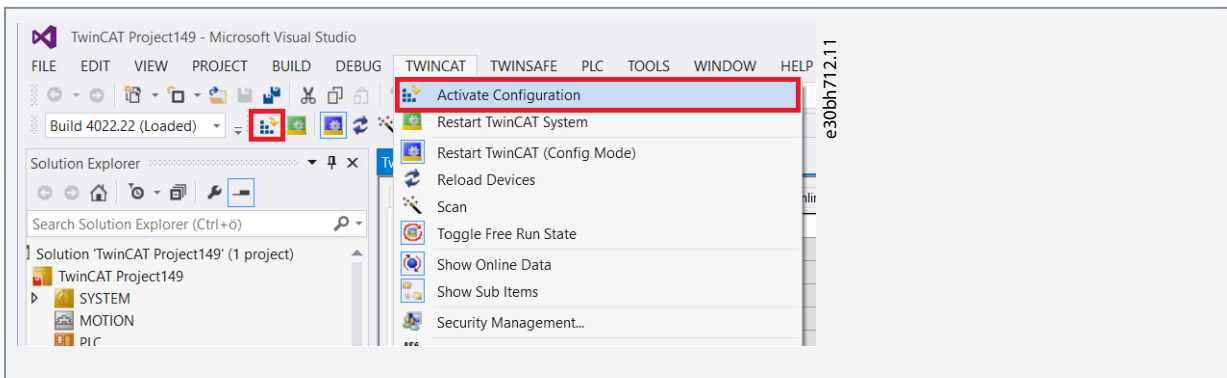 TwinCAT Project149 - Microsoft Visual Studio
FILE EDIT VIEW PROJECT BUILD DEBUG TWINCAT TWINSAFE PLC TOOLS WINDOW HELP
Activate Configuration
Build 4022.22 (Loaded)
Restart TwinCAT System
Restart TwinCAT (Config Mode)
Reload Devices
Scan
Toggle Free Run State
Show Online Data
Show Sub Items
Security Management...
Solution Explorer
Search Solution Explorer (Ctrl+ö)
Solution 'TwinCAT Project149' (1 project)
TwinCAT Project149
SYSTEM
MOTION
PLC
e30bh712.11